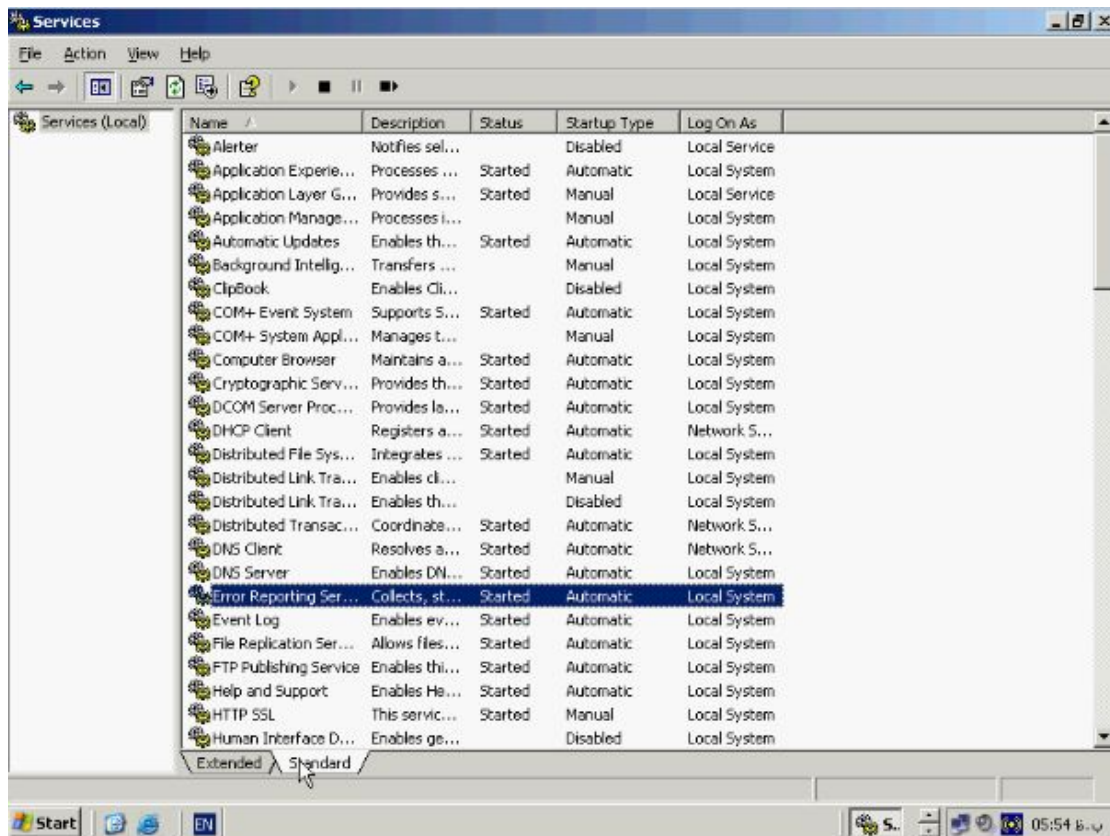 Services
File Action View Help
Services (Local)
Name Description Status Startup Type Log On As
Alerter Notifies sel... Disabled Local Service
Application Experie... Processes ... Started Automatic Local System
Application Layer G... Provides s... Started Manual Local Service
Application Manage... Processes i... Manual Local System
Automatic Updates Enables th... Started Automatic Local System
Background Intellig... Transfers ... Manual Local System
ClipBook Enables Cli... Disabled Local System
COM+ Event System Supports S... Started Automatic Local System
COM+ System Appl... Manages t... Manual Local System
Computer Browser Maintains a... Started Automatic Local System
Cryptographic Serv... Provides th... Started Automatic Local System
DCOM Server Proc... Provides la... Started Automatic Local System
DHCP Client Registers a... Started Automatic Network S...
Distributed File Sys... Integrates ... Started Automatic Local System
Distributed Link Tra... Enables cli... Manual Local System
Distributed Link Tra... Enables th... Disabled Local System
Distributed Transac... Coordinate... Started Automatic Network S...
DNS Client Resolves a... Started Automatic Network S...
DNS Server Enables DN... Started Automatic Local System
Error Reporting Ser... Collects, st... Started Automatic Local System
Event Log Enables ev... Started Automatic Local System
File Replication Ser... Allows files... Started Automatic Local System
FTP Publishing Service Enables thi... Started Automatic Local System
Help and Support Enables He... Started Automatic Local System
HTTP SSL This servic... Started Manual Local System
Human Interface D... Enables ge... Disabled Local System
Extended Standard
Start EN S.. 05:54 ب.ظ